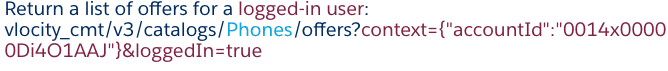 Return a list of offers for a logged-in user:
vlocity_cmt/v3/catalogs/Phones/offers?context={"accountId":"0014x0000
0Di4O1AAJ"}&loggedIn=true